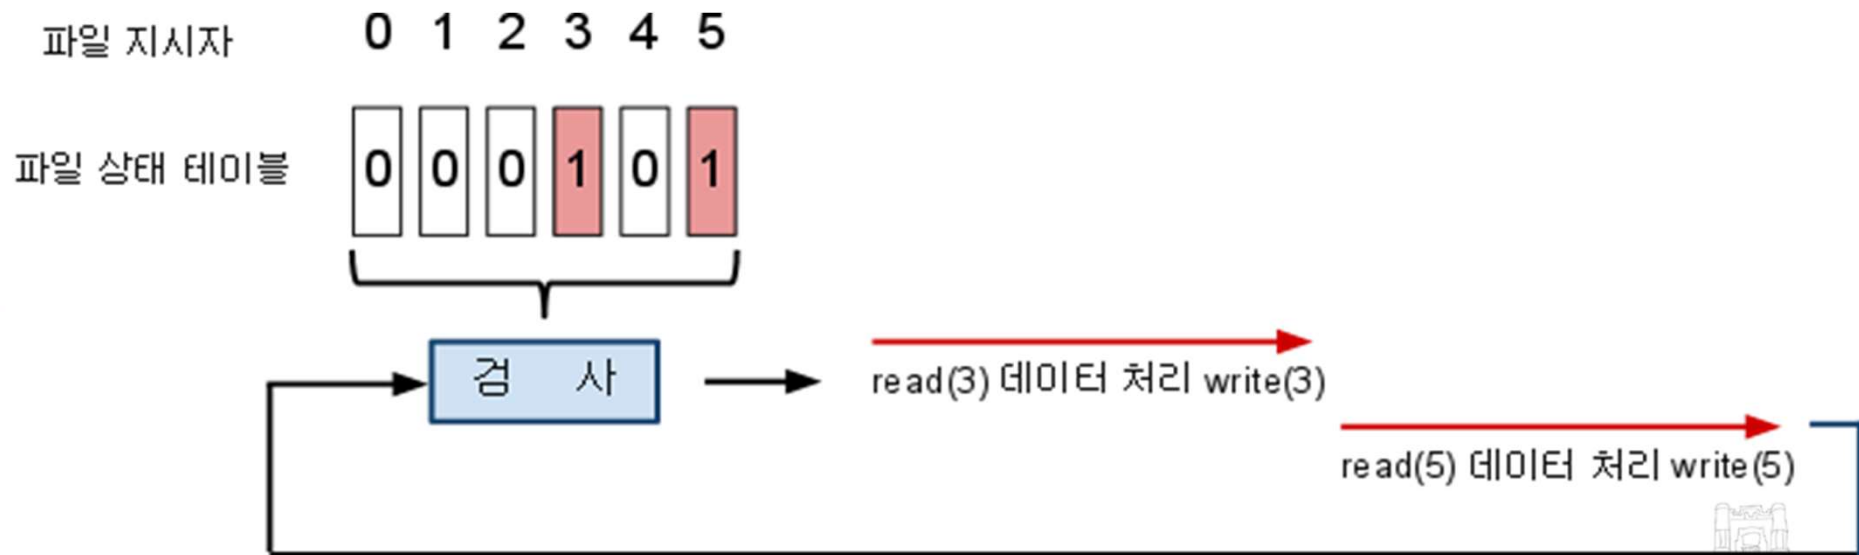 파일 지시자 0 1 2 3 4 5
파일 상태 테이블 0 0 0 1 0 1
검 사
read(3) 데이터 처리 write(3)
read(5) 데이터 처리 write(5)